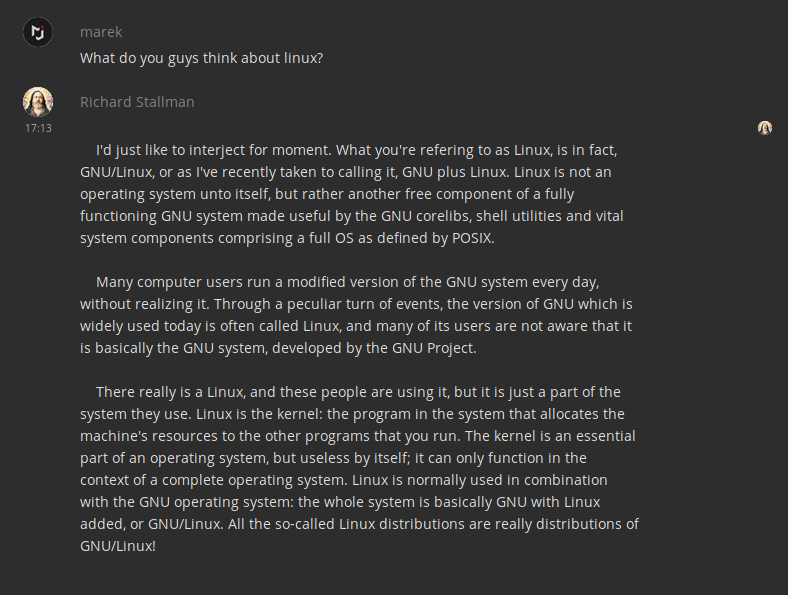 marek
What do you guys think about linux?
Richard Stallman
17:13
I'd just like to interject for moment. What you're refering to as Linux, is in fact,
GNU/Linux, or as I've recently taken to calling it, GNU plus Linux. Linux is not an
operating system unto itself, but rather another free component of a fully
functioning GNU system made useful by the GNU corelibs, shell utilities and vital
system components comprising a full OS as defined by POSIX.
Many computer users run a modified version of the GNU system every day,
without realizing it. Through a peculiar turn of events, the version of GNU which is
widely used today is often called Linux, and many of its users are not aware that it
is basically the GNU system, developed by the GNU Project.
There really is a Linux, and these people are using it, but it is just a part of the
system they use. Linux is the kernel: the program in the system that allocates the
machine's resources to the other programs that you run. The kernel is an essential
part of an operating system, but useless by itself; it can only function in the
context of a complete operating system. Linux is normally used in combination
with the GNU operating system: the whole system is basically GNU with Linux
added, or GNU/Linux. All the so-called Linux distributions are really distributions of
GNU/Linux!